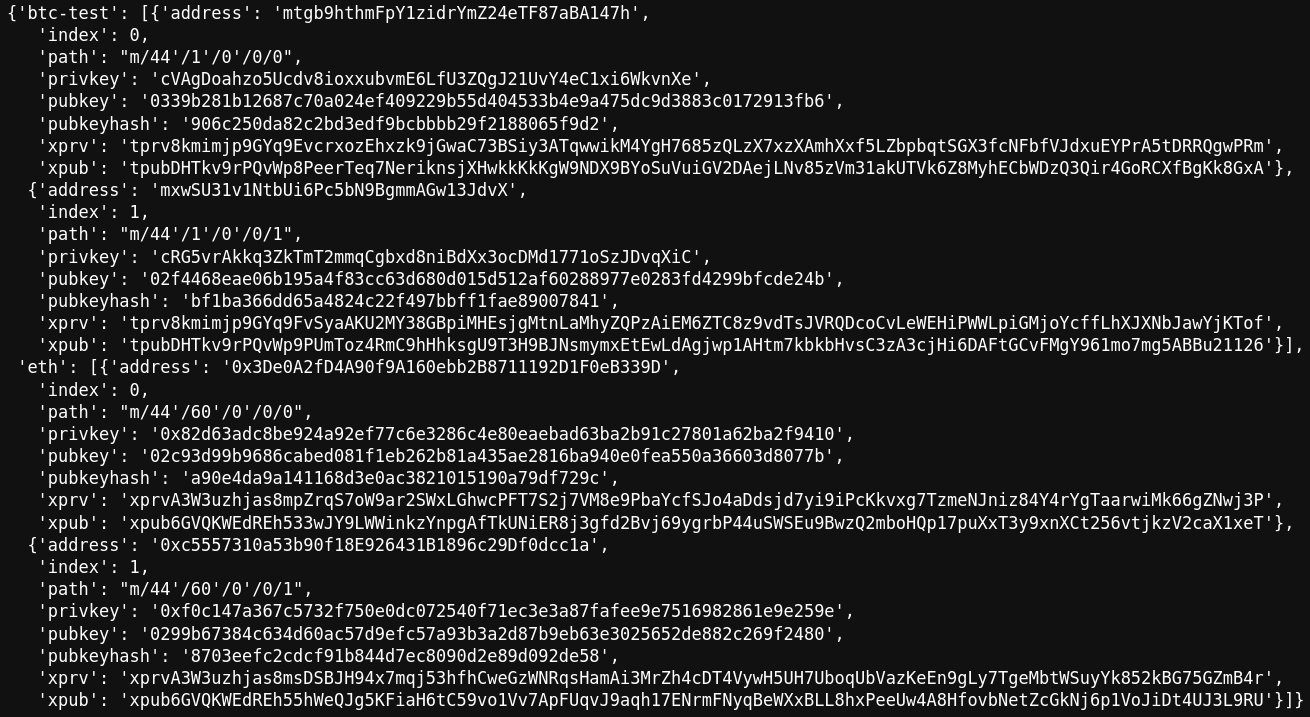 {'btc-test': [{'address': 'mtgb9hthmFpY1zidrYmZ24eTF87aBA147h',
'index': 0,
'path': "m/44'/1'/0'/0/0",
'privkey': 'cVAgDoahzo5Ucdv8ioxxubvmE6LfU3ZQgJ21UvY4eC1xi6WkvnXe',
'pubkey': '0339b281b12687c70a024ef409229b55d404533b4e9a475dc9d3883c0172913fb6',
'pubkeyhash': '906c250da82c2bd3edf9bcbbbb29f2188065f9d2',
'xprv': 'tprv8kmimjp9GYq9EvcrxozEhxzk9jGwaC73BSiy3ATqwwikM4YgH7685zQLzX7xzXAmhXxf5LZbpbqtSGX3fcNFbfVJdxuEYPrA5tDRRQgwPRm',
'xpub': 'tpubDHTkv9rPQvWp8PeerTeq7NeriknsjXHwkkKkKgW9NDX9BYoSuVuiGV2DAejLNv85zVm31akUTVk6Z8MyhECbWDzQ3Qir4GoRCXfBgKk8GxA'},
{'address': 'mxwSU31v1NtbUi6Pc5bN9BgmmAGw13JdvX',
'index': 1,
'path': "m/44'/1'/0'/0/1",
'privkey': 'cRG5vrAkkq3ZkTmT2mmqCgbxd8niBdXx3ocDMd1771oSzJDvqXiC',
'pubkey': '02f4468eae06b195a4f83cc63d680d015d512af60288977e0283fd4299bfcde24b',
'pubkeyhash': 'bf1ba366dd65a4824c22f497bbff1fae89007841',
'xprv': 'tprv8kmimjp9GYq9FvSyaAKU2MY38GBpiMHEsjgMtnLaMhyZQPzAiEM6ZTC8z9vdTsJVRQDcoCvLeWEHiPWWLpiGMjoYcffLhXJXNbJawYjKTof',
'xpub': 'tpubDHTkv9rPQvWp9PUmToz4RmC9hHhksgU9T3H9BJNsmymxEtEwLdAgjwp1AHtm7kbkbHvsC3zA3cjHi6DAFtGCvFMgY961mo7mg5ABBu21126'}],
'eth': [{'address': '0x3De0A2fD4A90f9A160ebb2B8711192D1F0eB339D',
'index': 0,
'path': "m/44'/60'/0'/0/0",
'privkey': '0x82d63adc8be924a92ef77c6e3286c4e80eaebad63ba2b91c27801a62ba2f9410',
'pubkey': '02c93d99b9686cabed081f1eb262b81a435ae2816ba940e0fea550a36603d8077b',
'pubkeyhash': 'a90e4da9a141168d3e0ac3821015190a79df729c',
'xprv': 'xprvA3W3uzhjas8mpZrqS7oW9ar2SWxLGhwcPFT7S2j7VM8e9PbaYcfSJo4aDdsjd7yi9iPcKkvxg7TzmeNJniz84Y4rYgTaarwiMk66gZNwj3P',
'xpub': 'xpub6GVQKWEdREh533wJY9LWWinkzYnpgAfTkUNiER8j3gfd2Bvj69ygrbP44uSWSEu9BwzQ2mboHQp17puXxT3y9xnXCt256vtjkzV2caX1xeT'},
{'address': '0xc5557310a53b90f18E926431B1896c29Df0dcc1a',
'index': 1,
'path': "m/44'/60'/0'/0/1",
'privkey': '0xf0c147a367c5732f750e0dc072540f71ec3e3a87fafee9e7516982861e9e259e',
'pubkey': '0299b67384c634d60ac57d9efc57a93b3a2d87b9eb63e3025652de882c269f2480',
'pubkeyhash': '8703eefc2cdcf91b844d7ec8090d2e89d092de58',
'xprv': 'xprvA3W3uzhjas8msDSBJH94x7mqj53hfhCweGzWNRqsHamAi3MrZh4cDT4VywH5UH7UboqUbVazKeEn9gLy7TgeMbtWSuyYk852kBG75GZmB4r',
'xpub': 'xpub6GVQKWEdREh55hWeQJg5KFiaH6tC59vo1Vv7ApFUqvJ9aqh17ENrmFNyqBeWXxBLL8hxPeeUw4A8HfovbNetZcGkNj6p1VoJiDt4UJ3L9RU'}]}